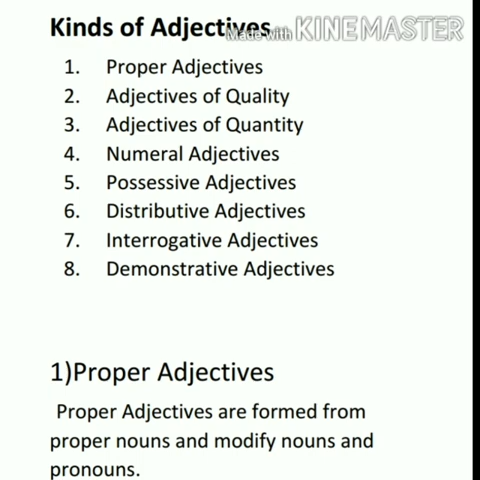 Kinds of Adjectives
Made with KINEMASTER
1. Proper Adjectives
2. Adjectives of Quality
3. Adjectives of Quantity
4. Numeral Adjectives
5. Possessive Adjectives
6. Distributive Adjectives
7. Interrogative Adjectives
8. Demonstrative Adjectives
1)Proper Adjectives
Proper Adjectives are formed from
proper nouns and modify nouns and
pronouns.